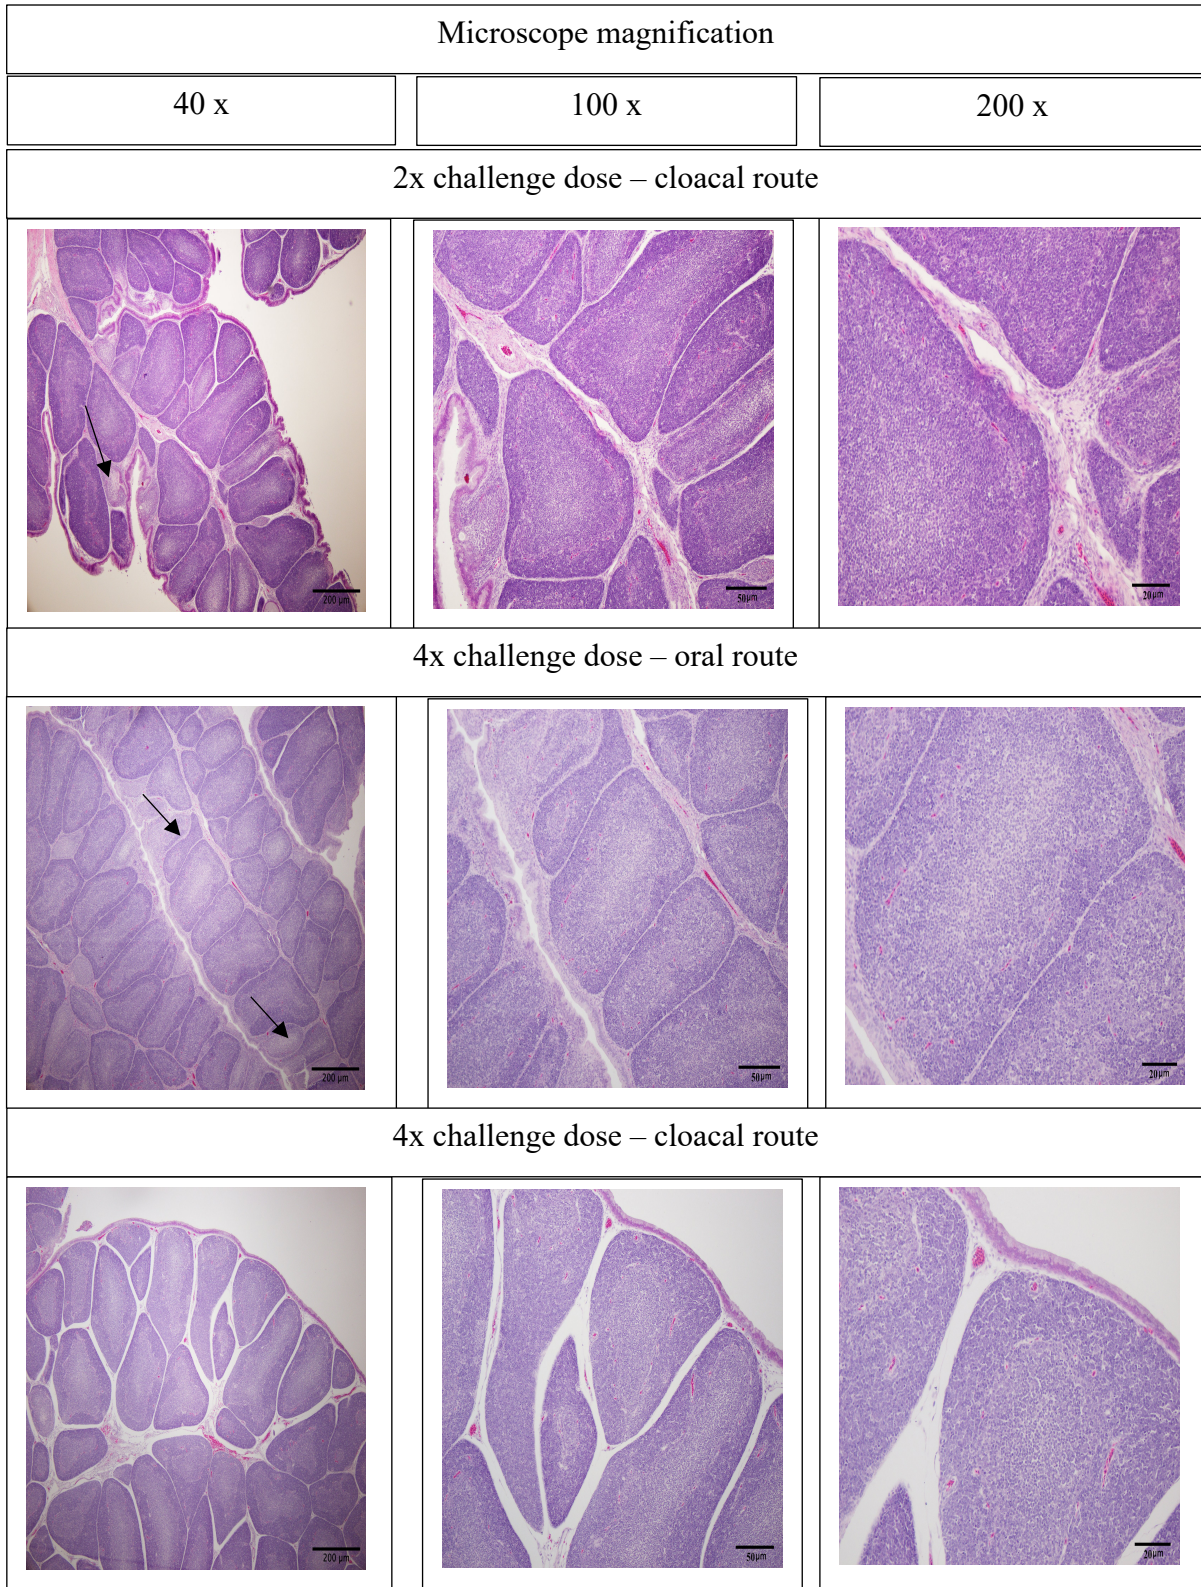 Microscope magnification
40 x
100 x
200 x
2x challenge dose – cloacal route
200 µm
50µm
20µm
4x challenge dose – oral route
200 µm
50µm
20µm
4x challenge dose – cloacal route
200 µm
50µm
20µm